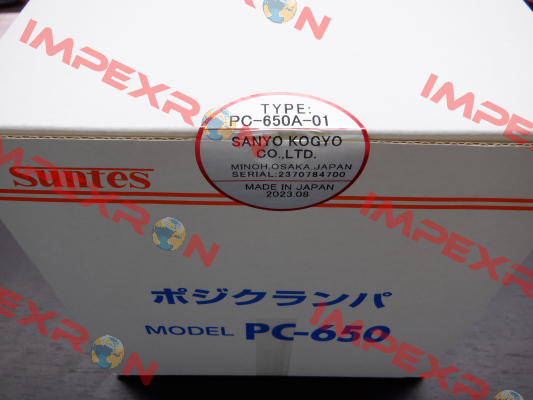 IMPEXRON
IMPEXRON
TYPE:
PC-650A-01
SANYO KOGYO
CO.,LTD.
MINOH,OSAKA,JAPAN
SERIAL:2370784700
MADE IN JAPAN
2023.08
Suntes
IMPEXRON
IMPEXRON
ポジクランパ
MODEL PC-650
IMPEXRON